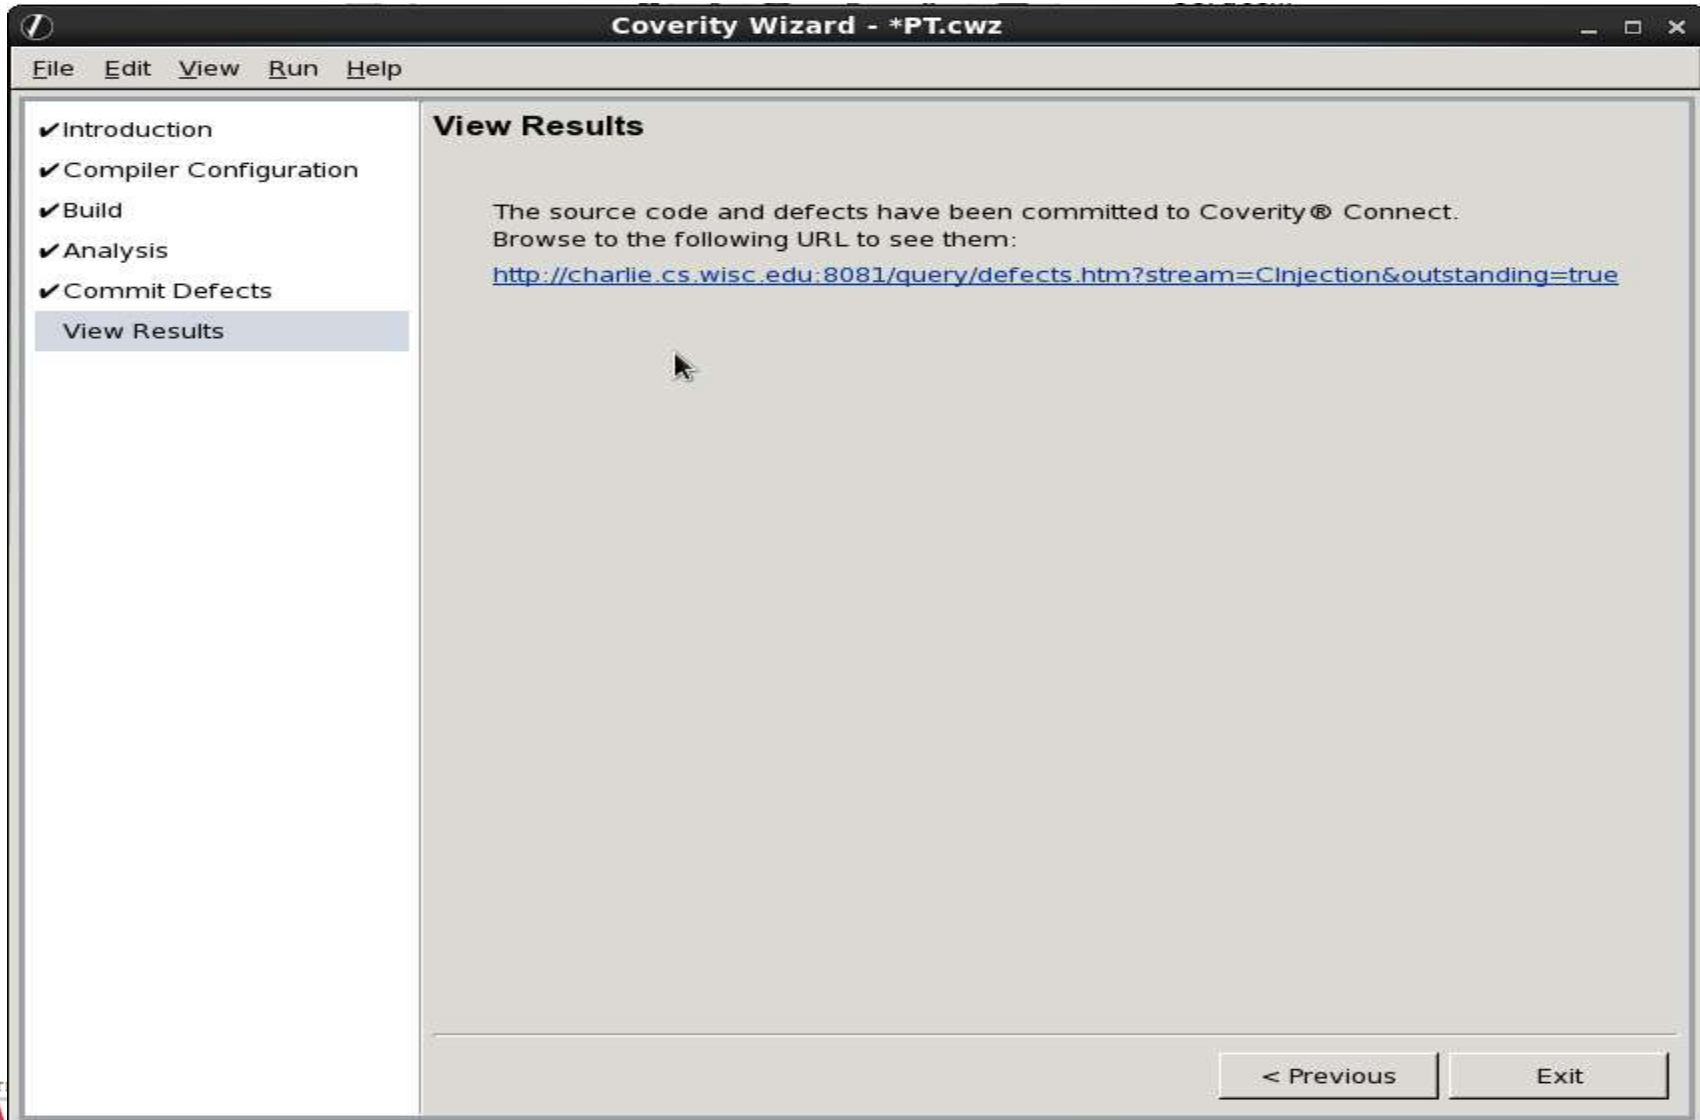 Coverity Wizard - *PT.cwz
File Edit View Run Help
✔Introduction
✔Compiler Configuration
✔Build
✔Analysis
✔Commit Defects
View Results
View Results
The source code and defects have been committed to Coverity® Connect.
Browse to the following URL to see them:
http://charlie.cs.wisc.edu:8081/query/defects.htm?stream=CInjection&outstanding=true
< Previous
Exit